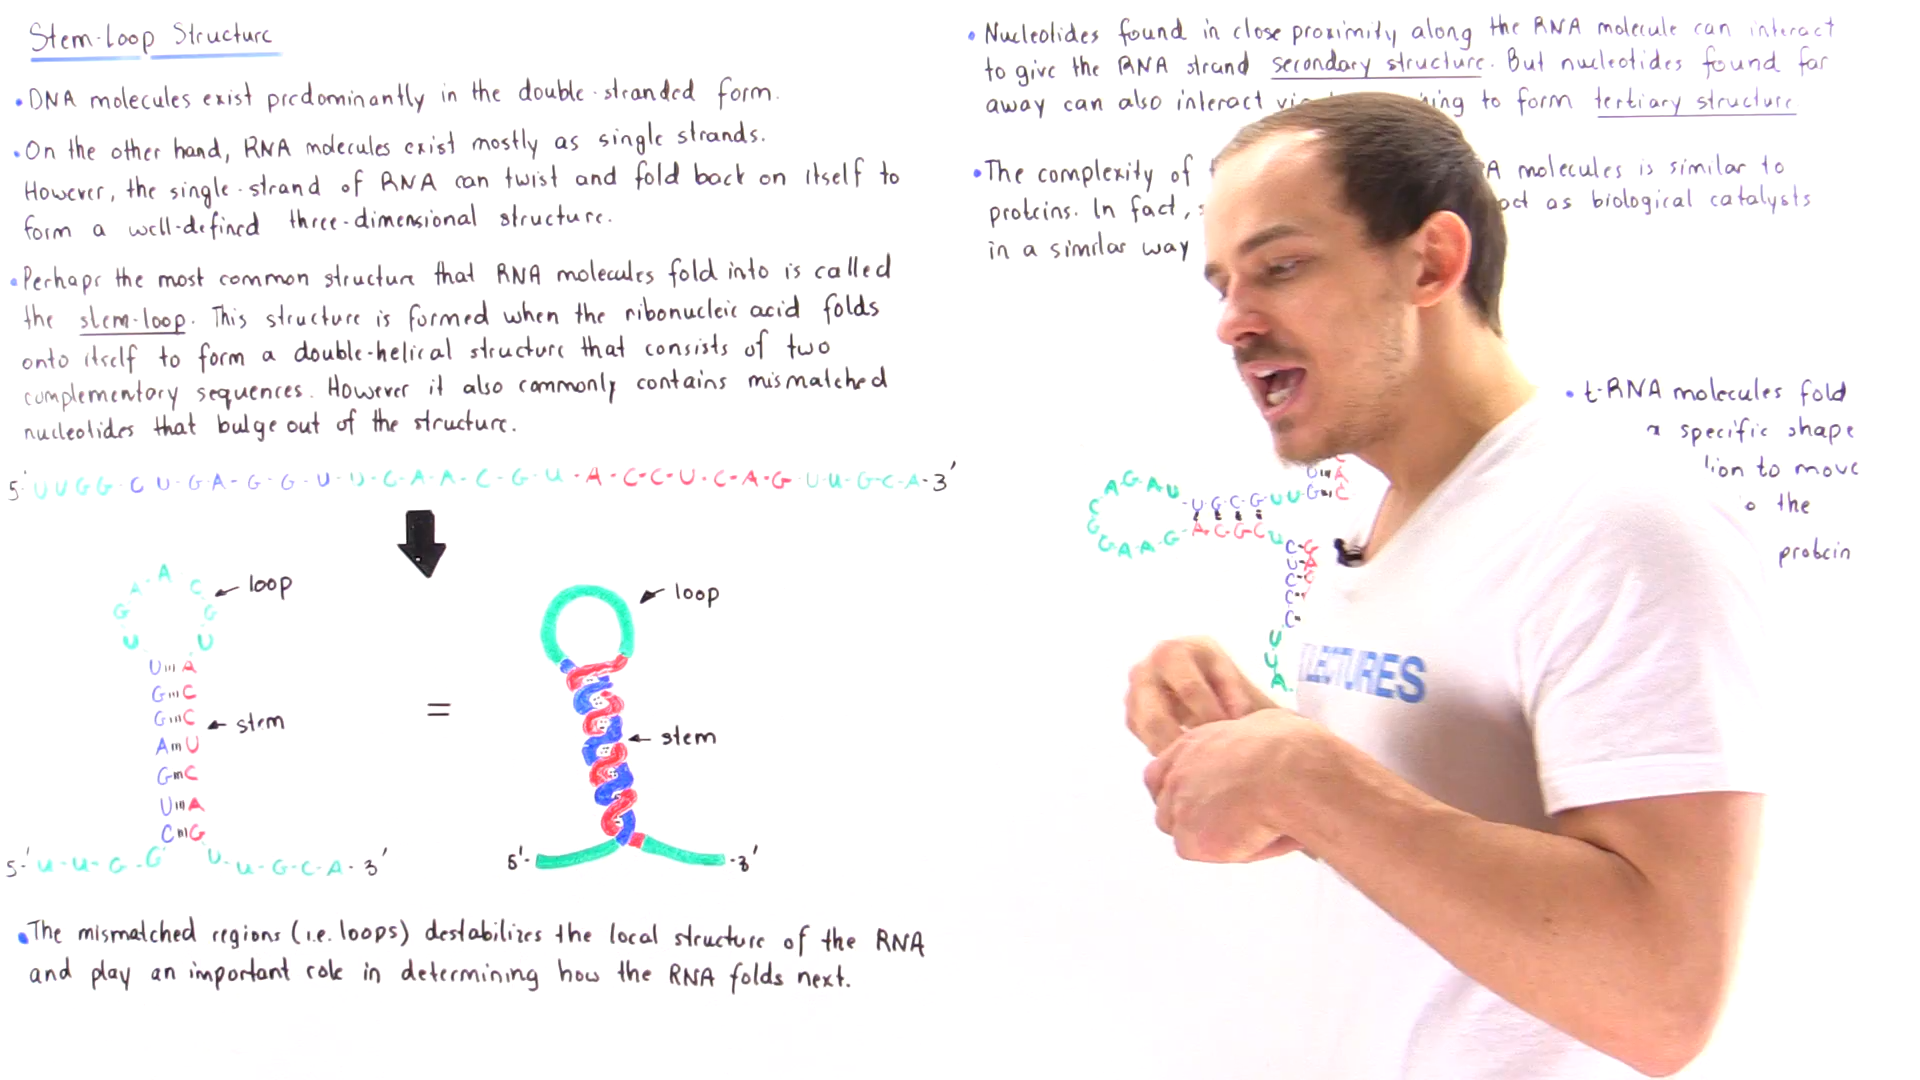 Stem-Loop Structure
• DNA molecules exist predominantly in the double-stranded form.
• On the other hand, RNA molecules exist mostly as single strands.
However, the single-strand of RNA can twist and fold back on itself to
form a well-defined three-dimensional structure.
• Perhaps the most common structure that RNA molecules fold into is called
the stem-loop. This structure is formed when the ribonucleic acid folds
onto itself to form a double-helical structure that consists of two
complementary sequences. However it also commonly contains mismatched
nucleotides that bulge out of the structure.
5'-U U G G-C U-G A-G-G-U-U-C-A-A-C-G-U-A-C-C-U-C-A-G-U-U-G-C-A-3'
A A C
G G
U U
loop
U A
G C
G C
stem
A U
G C
U A
C G
5'-U-U-G-G U-U-G-C-A-3'
=
loop
stem
5'- -3'
• The mismatched regions (i.e. loops) destabilizes the local structure of the RNA
and play an important role in determining how the RNA folds next.
• Nucleotides found in close proximity along the RNA molecule can interact
to give the RNA strand secondary structure. But nucleotides found far
away can also interact to form tertiary structure
• The complexity of molecules is similar to
proteins. In fact, as biological catalysts
in a similar way
• t-RNA molecules fold
a specific shape
to move
the
protein
A G A U
U G C G U U G C
C
G
G A A G A C G C U
C G
U A
C C
C
C
U
U
A
LECTURES